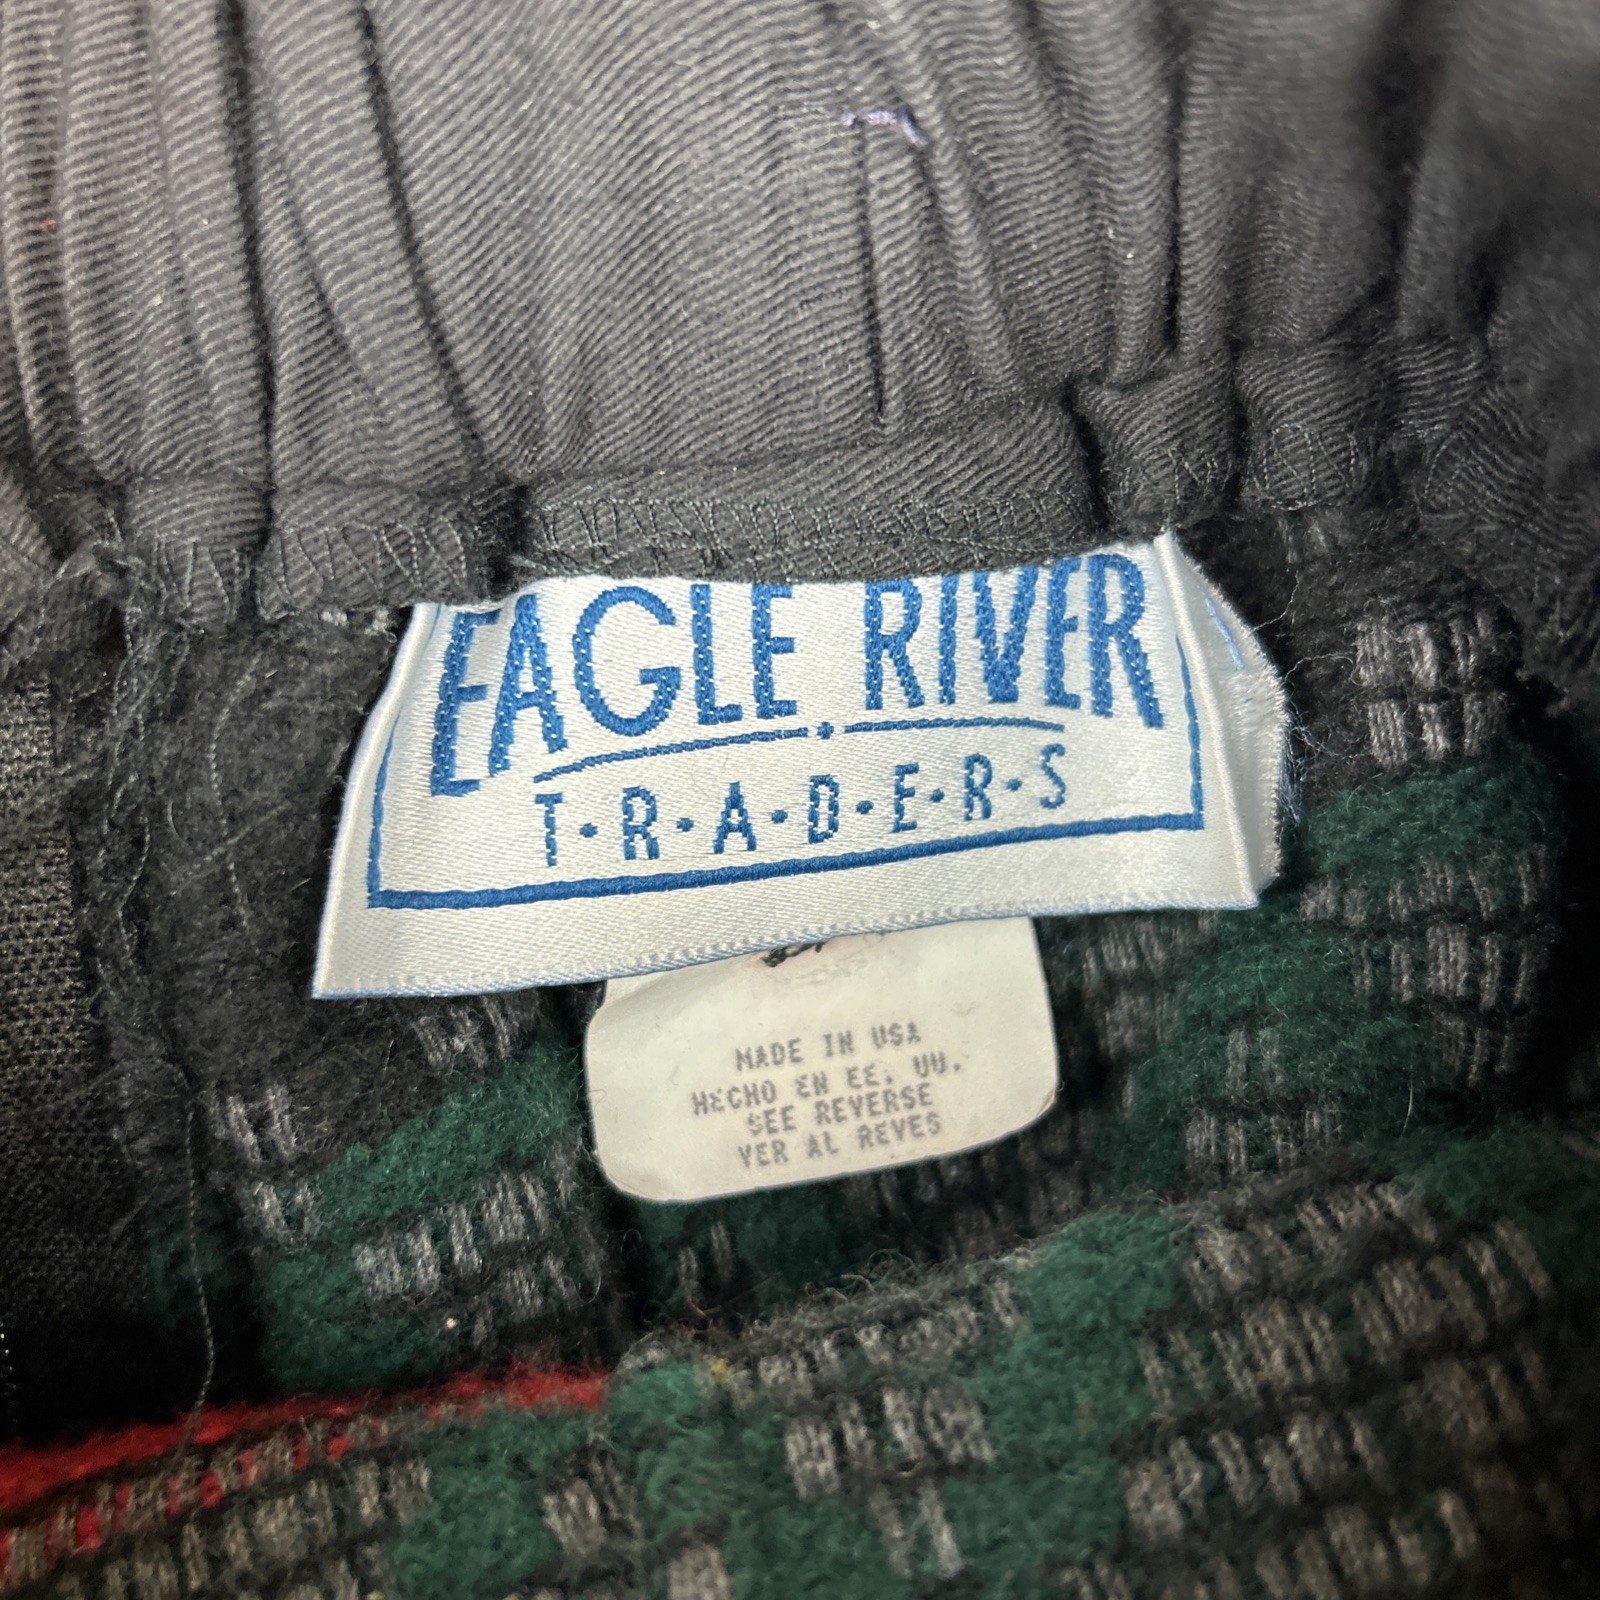 EAGLE RIVER
T·R·A·D·E·R·S
MADE IN USA
HECHO EN EE. UU.
SEE REVERSE
VER AL REVES